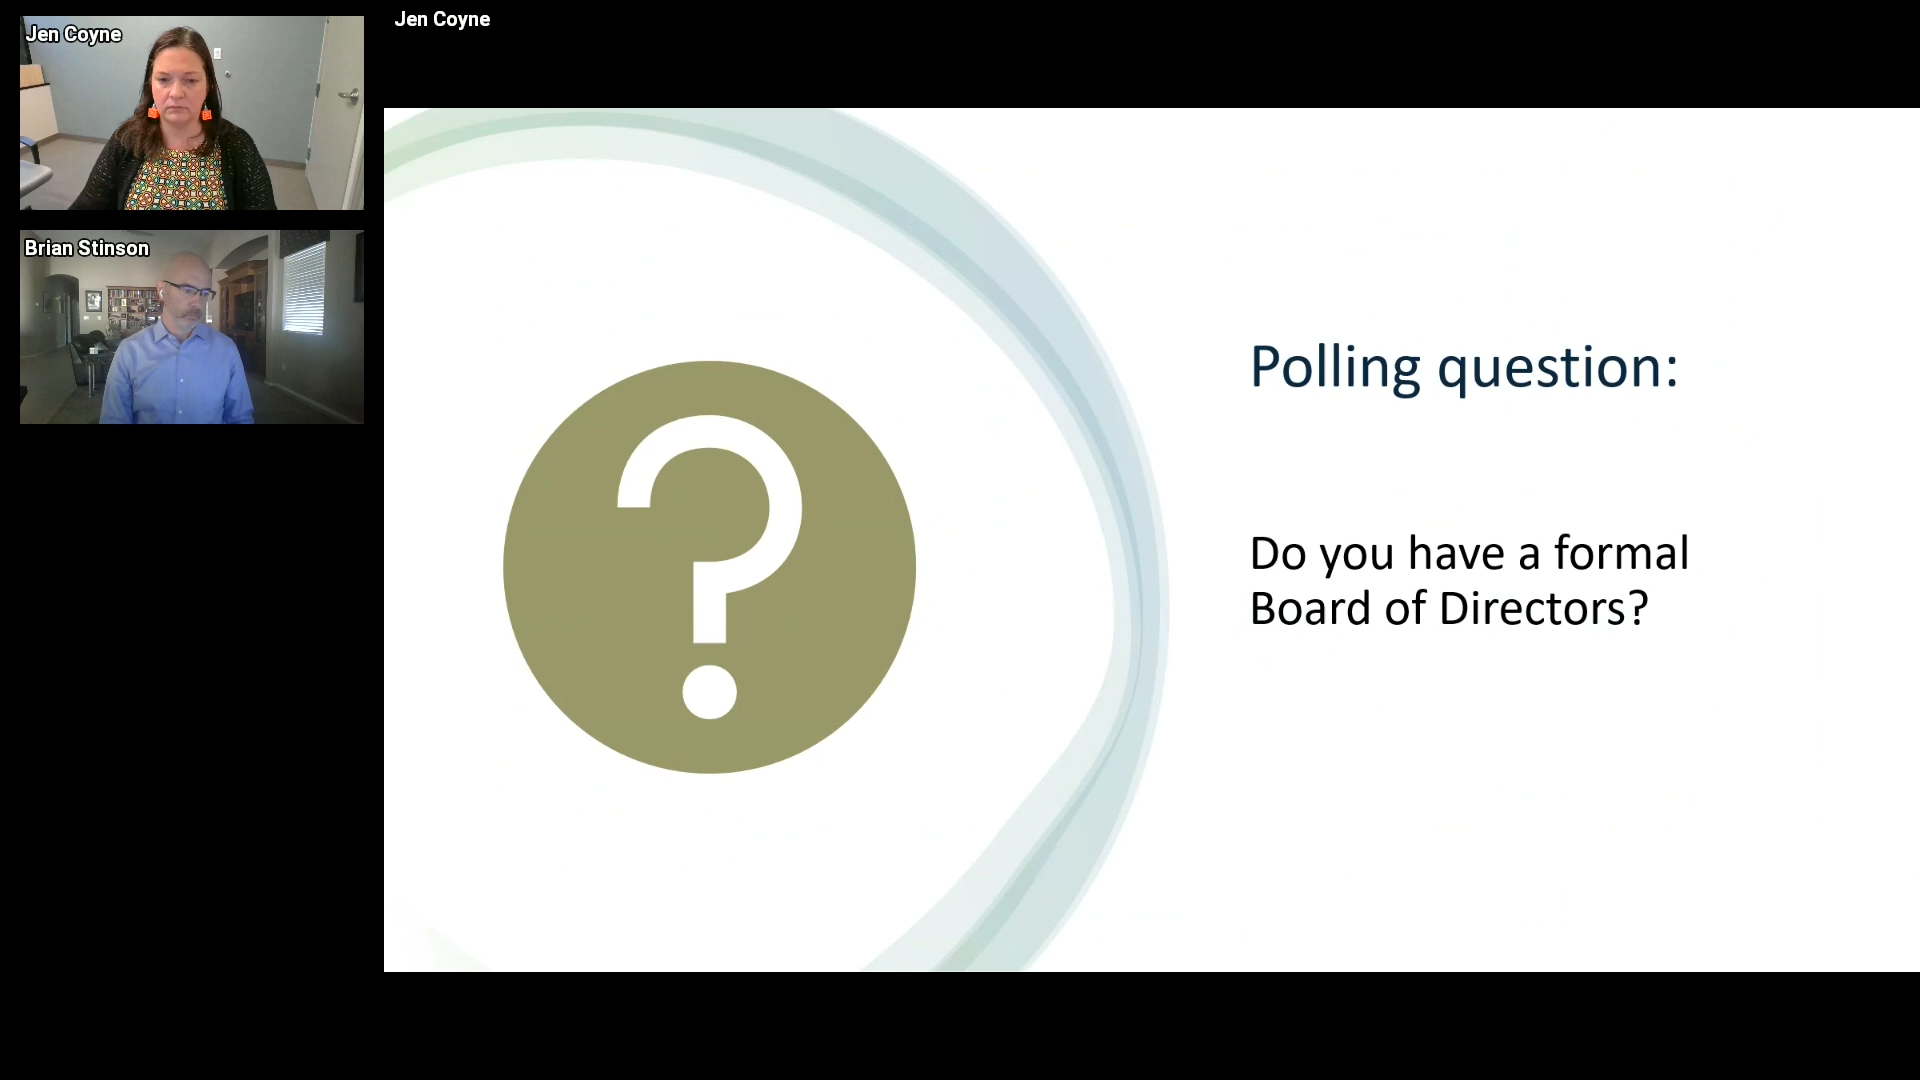 Jen Coyne
Jen Coyne
Brian Stinson
Polling question:
Do you have a formal
Board of Directors?